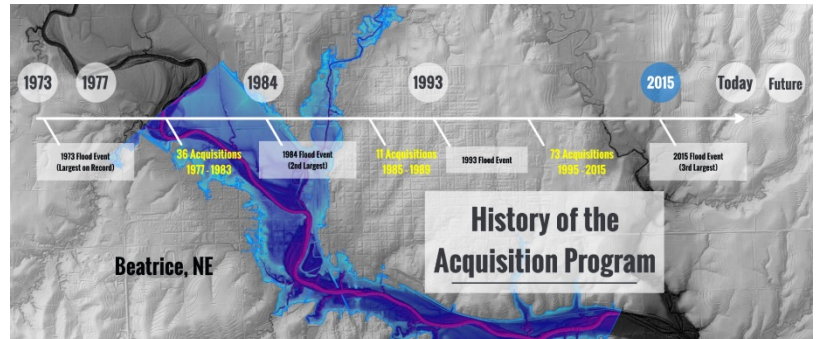 1973
1977
1984
1993
2015
Today
Future
1973 Flood Event
(Largest on Record)
36 Acquisitions
1977 - 1983
1984 Flood Event
(2nd Largest)
11 Acquisitions
1985 - 1989
1993 Flood Event
73 Acquisitions
1995 - 2015
2015 Flood Event
(3rd Largest)
History of the
Acquisition Program
Beatrice, NE